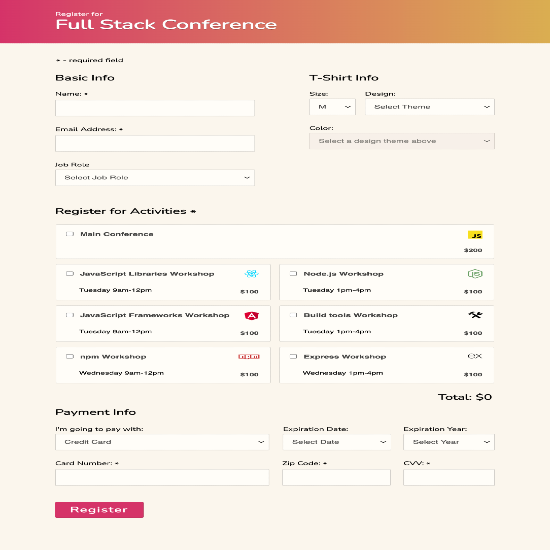 Register for
Full Stack Conference
* - required field
Basic Info
Name: *
Email Address: *
Job Role
Select Job Role
T-Shirt Info
Size:
Design:
M
Select Theme
Color:
Select a design theme above
Register for Activities *
Main Conference
JS
$200
JavaScript Libraries Workshop
Tuesday 9am-12pm
$100
Node.js Workshop
JS
Tuesday 1pm-4pm
$100
JavaScript Frameworks Workshop
A
Tuesday 9am-12pm
$100
Build tools Workshop
Tuesday 1pm-4pm
$100
npm Workshop
npm
Wednesday 9am-12pm
$100
Express Workshop
ex
Wednesday 1pm-4pm
$100
Total: $0
Payment Info
I'm going to pay with:
Credit Card
Expiration Date:
Select Date
Expiration Year:
Select Year
Card Number: *
Zip Code: *
CVV: *
Register